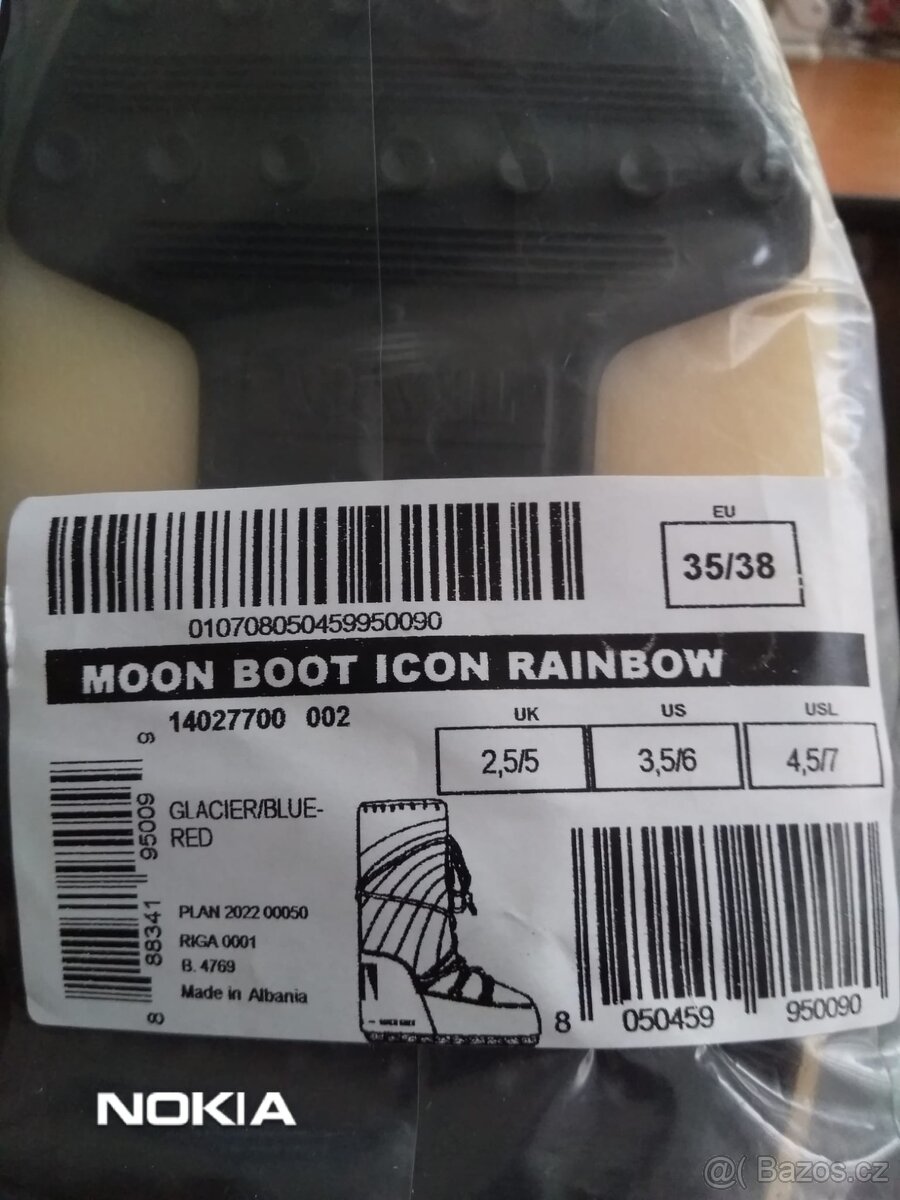 EU
35/38
010708050459950090
MOON BOOT ICON RAINBOW
14027700 002
UK US USL
2,5/5 3,5/6 4,5/7
GLACIER/BLUE-
RED
8 88341 95009 8
PLAN 2022 00050
RIGA 0001
B. 4769
Made in Albania
8 050459 950090
NOKIA
@( Bazos.cz